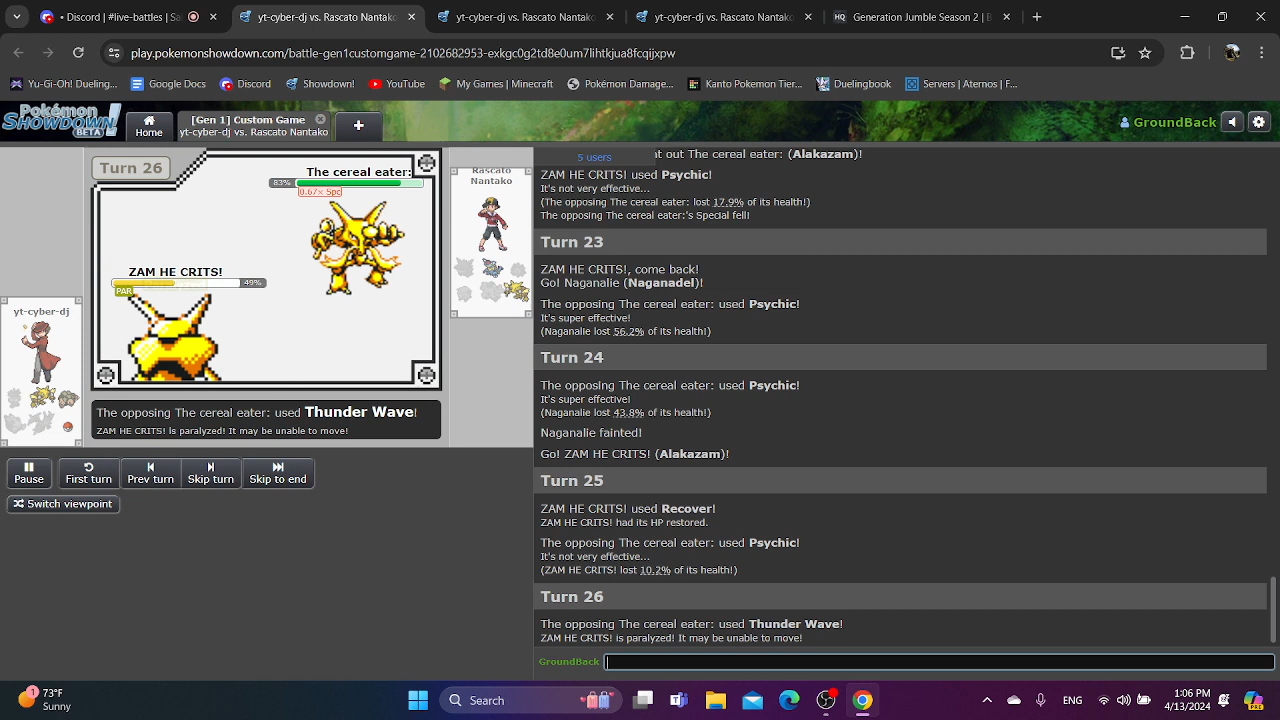 Discord | #live-battles | Sa
yt-cyber-dj vs. Rascato Nantako
yt-cyber-dj vs. Rascato Nantako
yt-cyber-dj vs. Rascato Nantako
HQ Generation Jumble Season 2 | B
play.pokemonshowdown.com/battle-gen1customgame-2102682953-exkgc0g2td8e0um7lihtkjua8fcqijxpw
Yu-Gi-Oh! Dueling...
Google Docs
Discord
Showdown!
YouTube
My Games | Minecraft
Pokémon Damage...
Kanto Pokemon Tier...
Duelingbook
Servers | Aternos | F...
Pokémon
SHOWDOWN!
BETA
Home
[Gen 1] Custom Game
yt-cyber-dj vs. Rascato Nantako
GroundBack
Turn 26
The cereal eater:
83%
0.67× Spc
ZAM HE CRITS!
49%
PAR
yt-cyber-dj
Rascato
Nantako
The opposing The cereal eater: used Thunder Wave!
ZAM HE CRITS! is paralyzed! It may be unable to move!
Pause
First turn
Prev turn
Skip turn
Skip to end
Switch viewpoint
5 users
t out The cereal eater: (Alakazam)!
ZAM HE CRITS! used Psychic!
It's not very effective...
(The opposing The cereal eater: lost 17.9% of its health!)
The opposing The cereal eater:'s Special fell!
Turn 23
ZAM HE CRITS!, come back!
Go! Naganalie (Naganadel)!
The opposing The cereal eater: used Psychic!
It's super effective!
(Naganalie lost 56.2% of its health!)
Turn 24
The opposing The cereal eater: used Psychic!
It's super effective!
(Naganalie lost 43.8% of its health!)
Naganalie fainted!
Go! ZAM HE CRITS! (Alakazam)!
Turn 25
ZAM HE CRITS! used Recover!
ZAM HE CRITS! had its HP restored.
The opposing The cereal eater: used Psychic!
It's not very effective...
(ZAM HE CRITS! lost 10.2% of its health!)
Turn 26
The opposing The cereal eater: used Thunder Wave!
ZAM HE CRITS! is paralyzed! It may be unable to move!
GroundBack
1
73°F
Sunny
Search
ENG
1:06 PM
4/13/2024
PRE